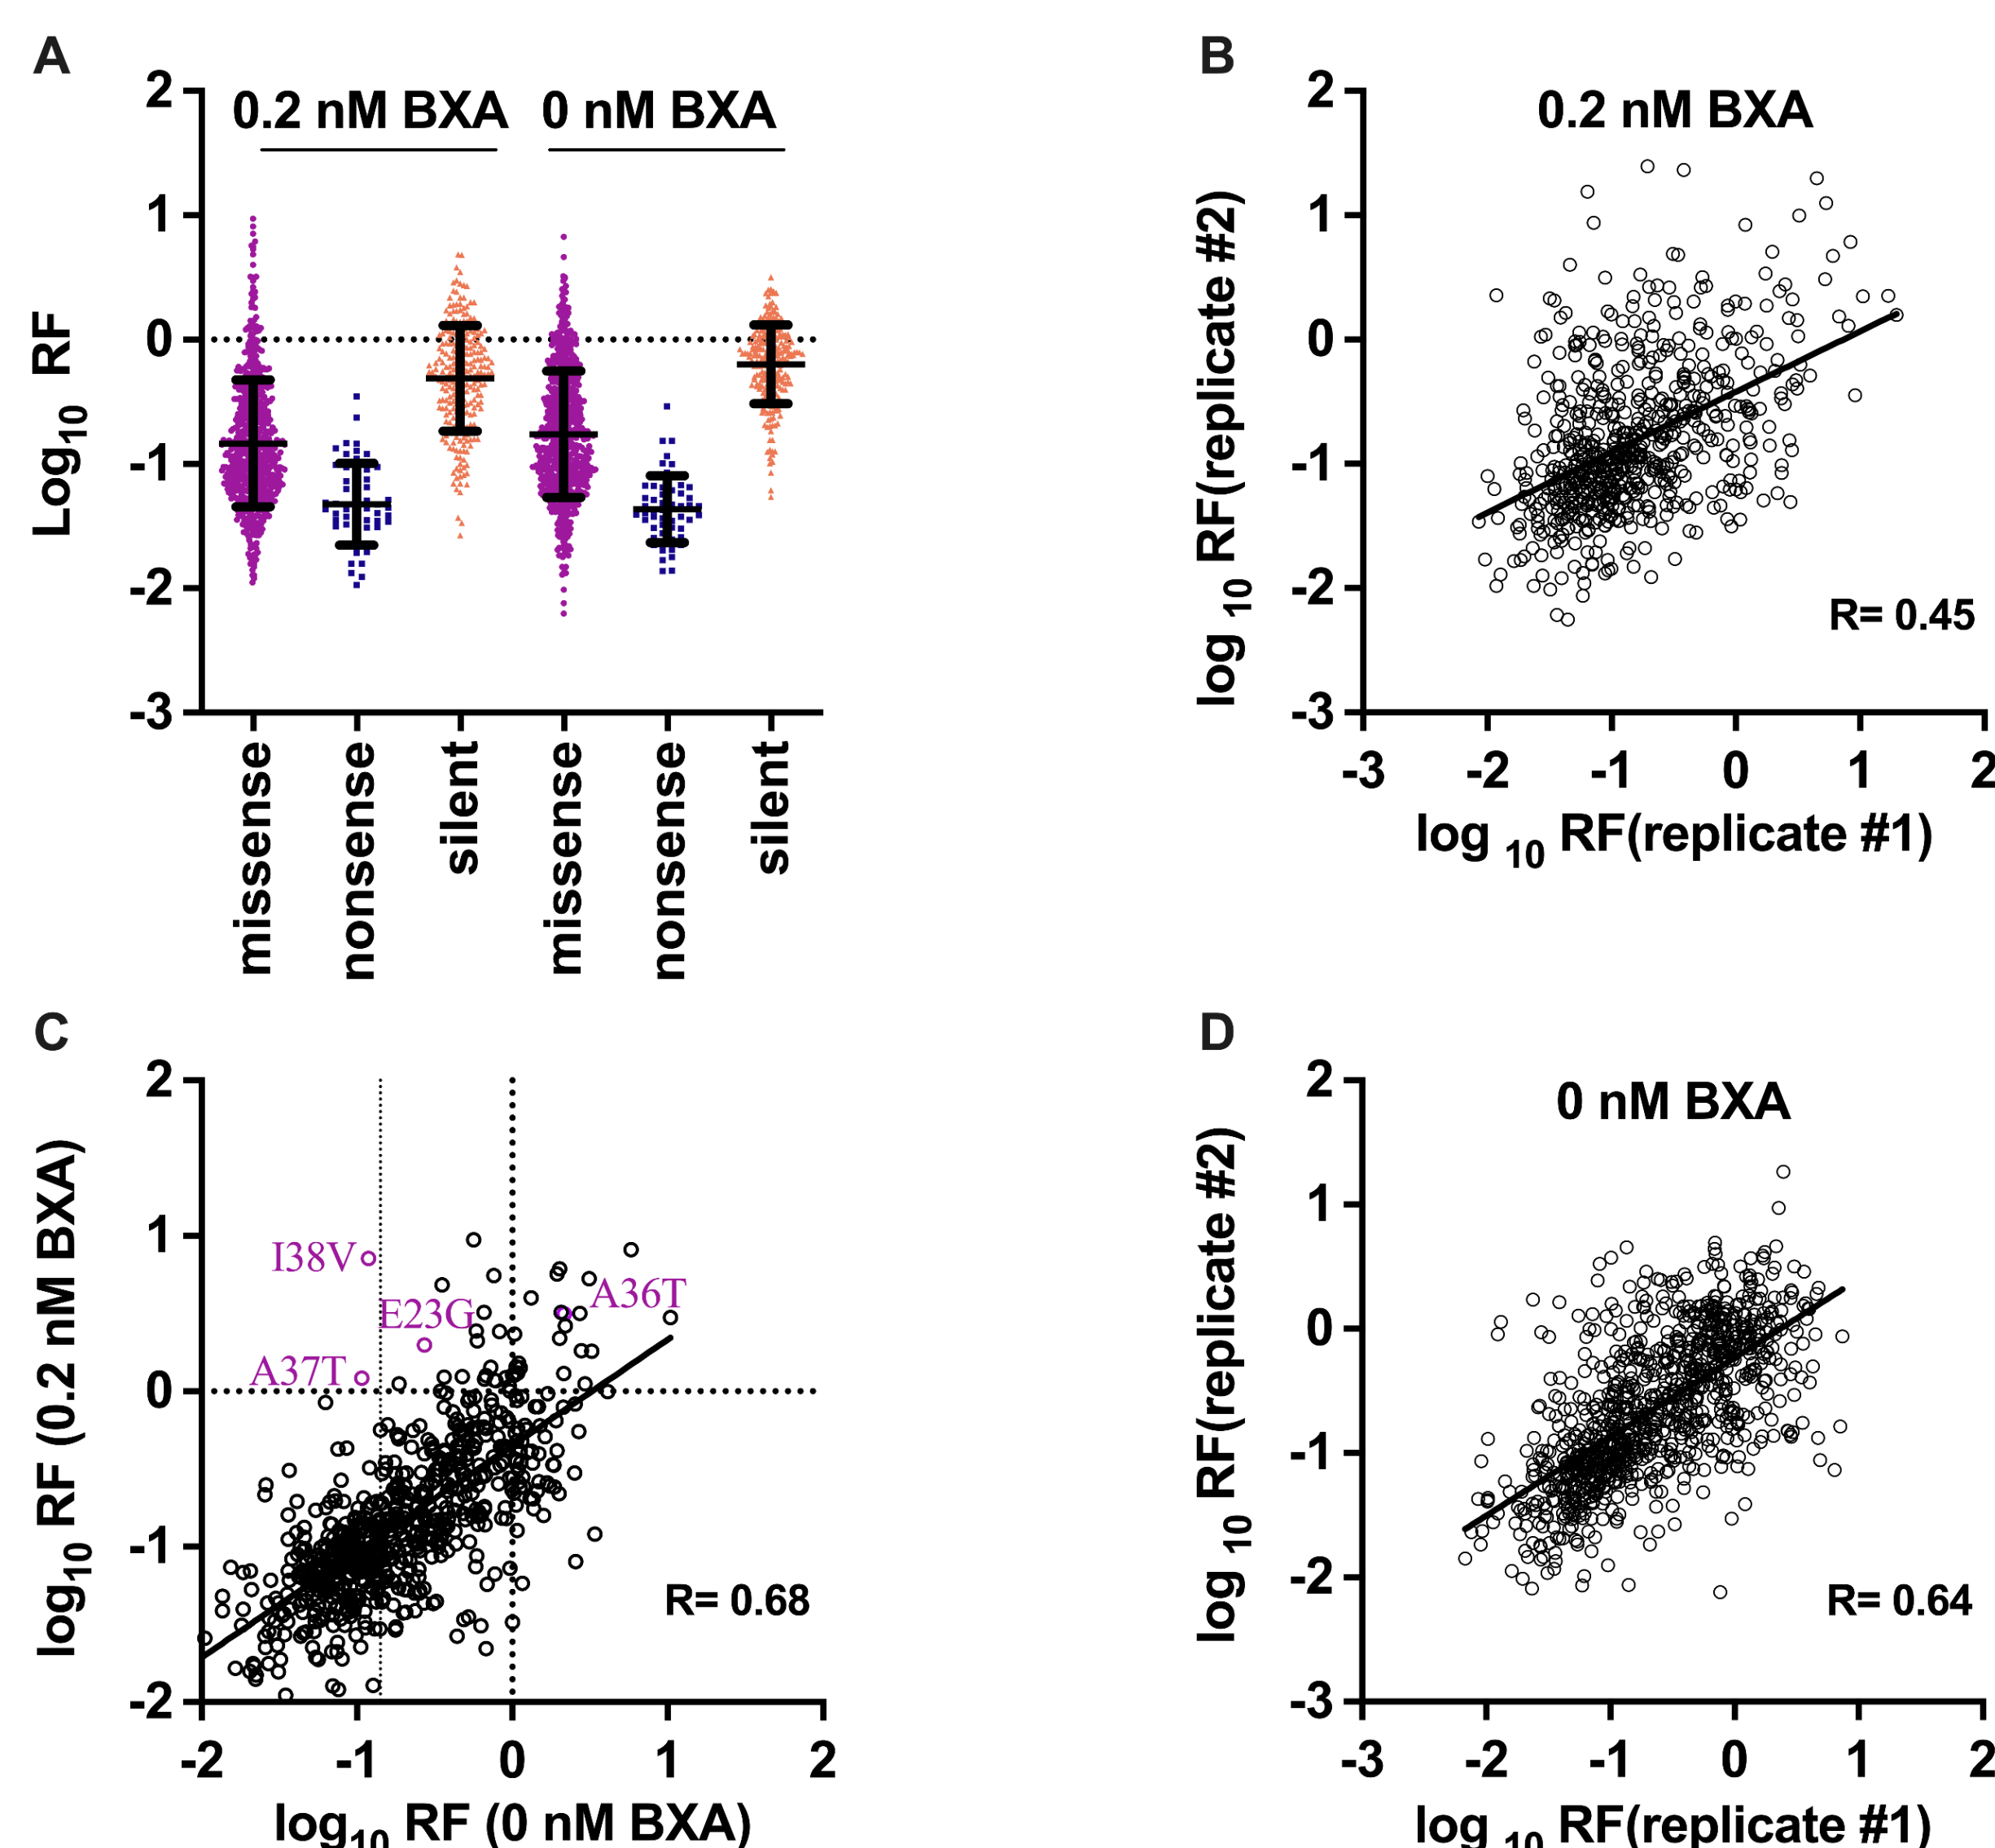 A
2
1
0
-1
-2
-3
Log10 RF
0.2 nM BXA
0 nM BXA
missense
nonsense
silent
missense
nonsense
silent
B
2
1
0
-1
-2
-3
log 10 RF(replicate #2)
0.2 nM BXA
R= 0.45
-3 -2 -1 0 1 2
log 10 RF(replicate #1)
C
2
1
0
-1
-2
log10 RF (0.2 nM BXA)
I38V
A36T
E23G
A37T
R= 0.68
-2 -1 0 1 2
log10 RF (0 nM BXA)
D
2
1
0
-1
-2
-3
log 10 RF(replicate #2)
0 nM BXA
R= 0.64
-3 -2 -1 0 1 2
log 10 RF(replicate #1)